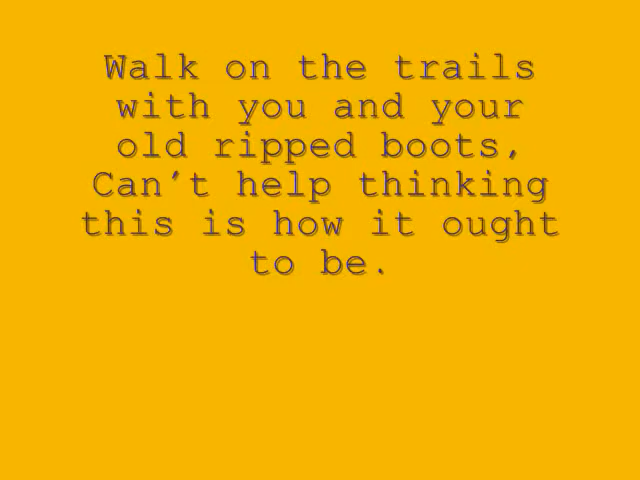 Walk on the trails
with you and your
old ripped boots,
Can't help thinking
this is how it ought
to be.